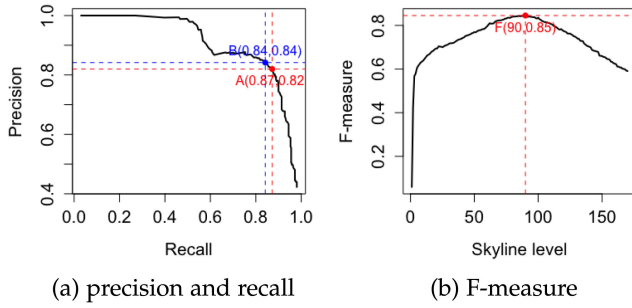 Precision
1.0
0.8
0.6
0.4
B(0.84,0.84)
A(0.87,0.82
0.0 0.2 0.4 0.6 0.8 1.0
Recall
(a) precision and recall
F-measure
0.8
0.6
0.4
0.2
F(90,0.85)
0 50 100 150
Skyline level
(b) F-measure